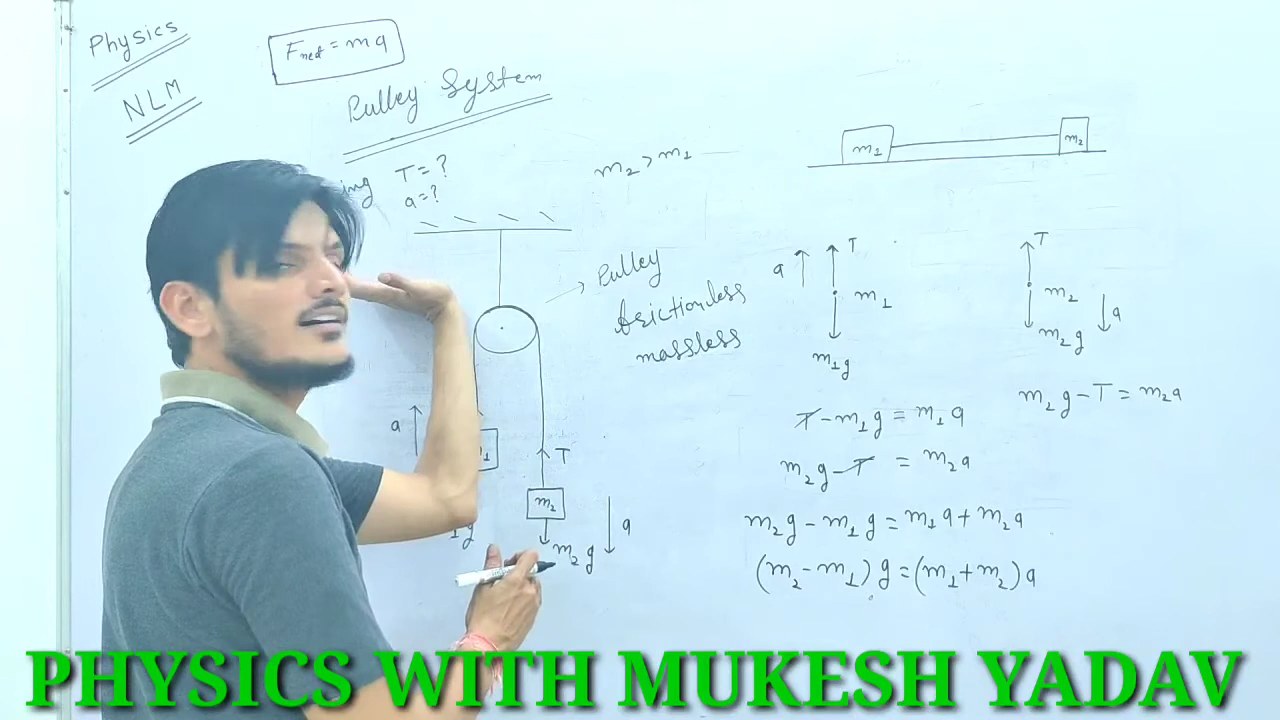 Physics
NLM
Fnet = ma
Pulley System
T = ?
a = ?
m₂ > m₁
m₁
m₂
Pulley
frictionless
massless
a
T
m₂
m₂g
a
a
T
m₁
m₁g
T
m₂
m₂g
a
m₂g - T = m₂a
T - m₁g = m₁a
m₂g - T = m₂a
m₂g - m₁g = m₁a + m₂a
(m₂ - m₁)g = (m₁ + m₂)a
PHYSICS WITH MUKESH YADAV